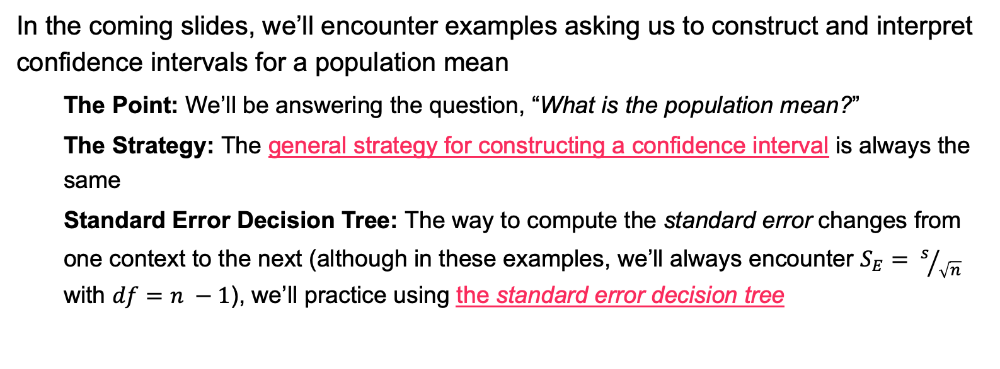 In the coming slides, we’ll encounter examples asking us to construct and interpret
confidence intervals for a population mean
The Point: We’ll be answering the question, “What is the population mean?”
The Strategy: The general strategy for constructing a confidence interval is always the
same
Standard Error Decision Tree: The way to compute the standard error changes from
one context to the next (although in these examples, we’ll always encounter S_E = s/√n
with df = n − 1), we’ll practice using the standard error decision tree